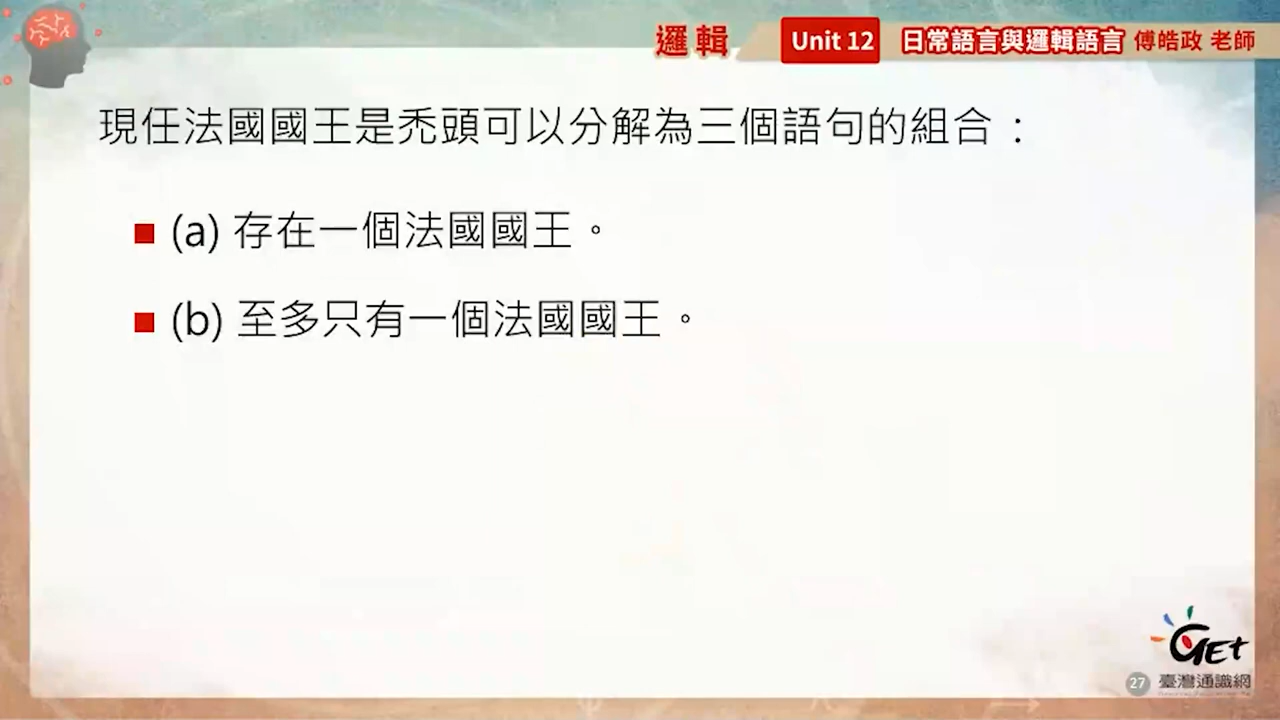 邏輯 Unit 12 日常語言與邏輯語言 傅皓政 老師
現任法國國王是禿頭可以分解為三個語句的組合：
(a) 存在一個法國國王。
(b) 至多只有一個法國國王。
GET
27 臺灣通識網